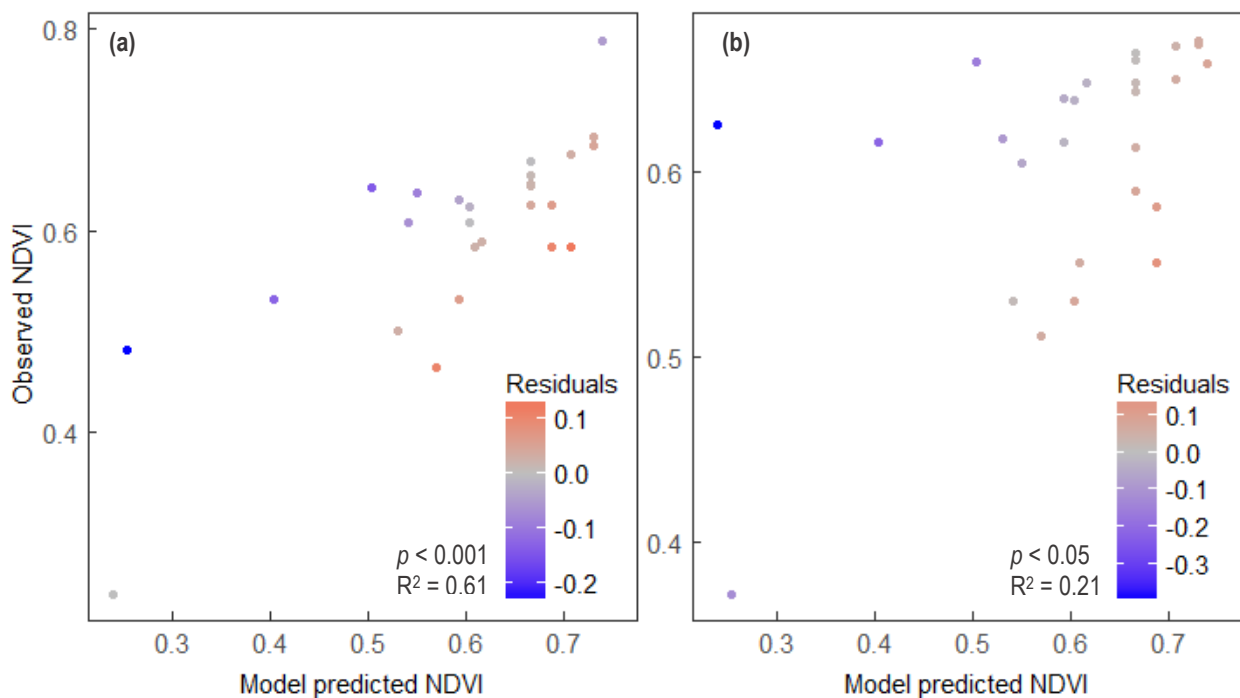 (a)
0.8
0.6
0.4
Observed NDVI
0.3 0.4 0.5 0.6 0.7
Model predicted NDVI
Residuals
0.1
0.0
-0.1
-0.2
p < 0.001
R² = 0.61
(b)
0.6
0.5
0.4
0.3 0.4 0.5 0.6 0.7
Model predicted NDVI
Residuals
0.1
0.0
-0.1
-0.2
-0.3
p < 0.05
R² = 0.21